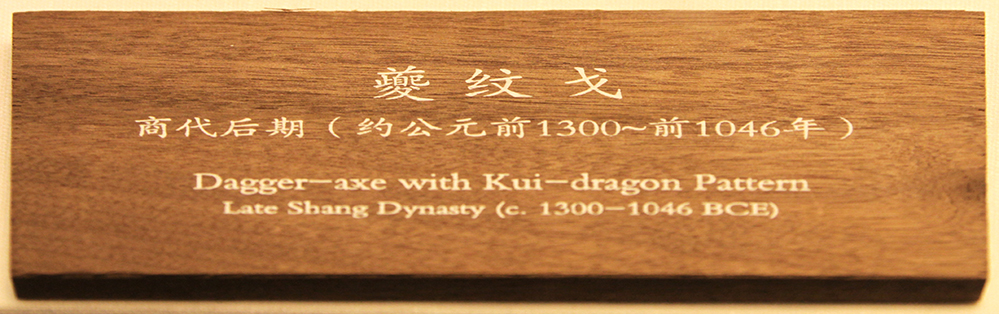 夔纹戈
商代后期（约公元前1300~前1046年）
Dagger-axe with Kui-dragon Pattern
Late Shang Dynasty (c. 1300-1046 BCE)